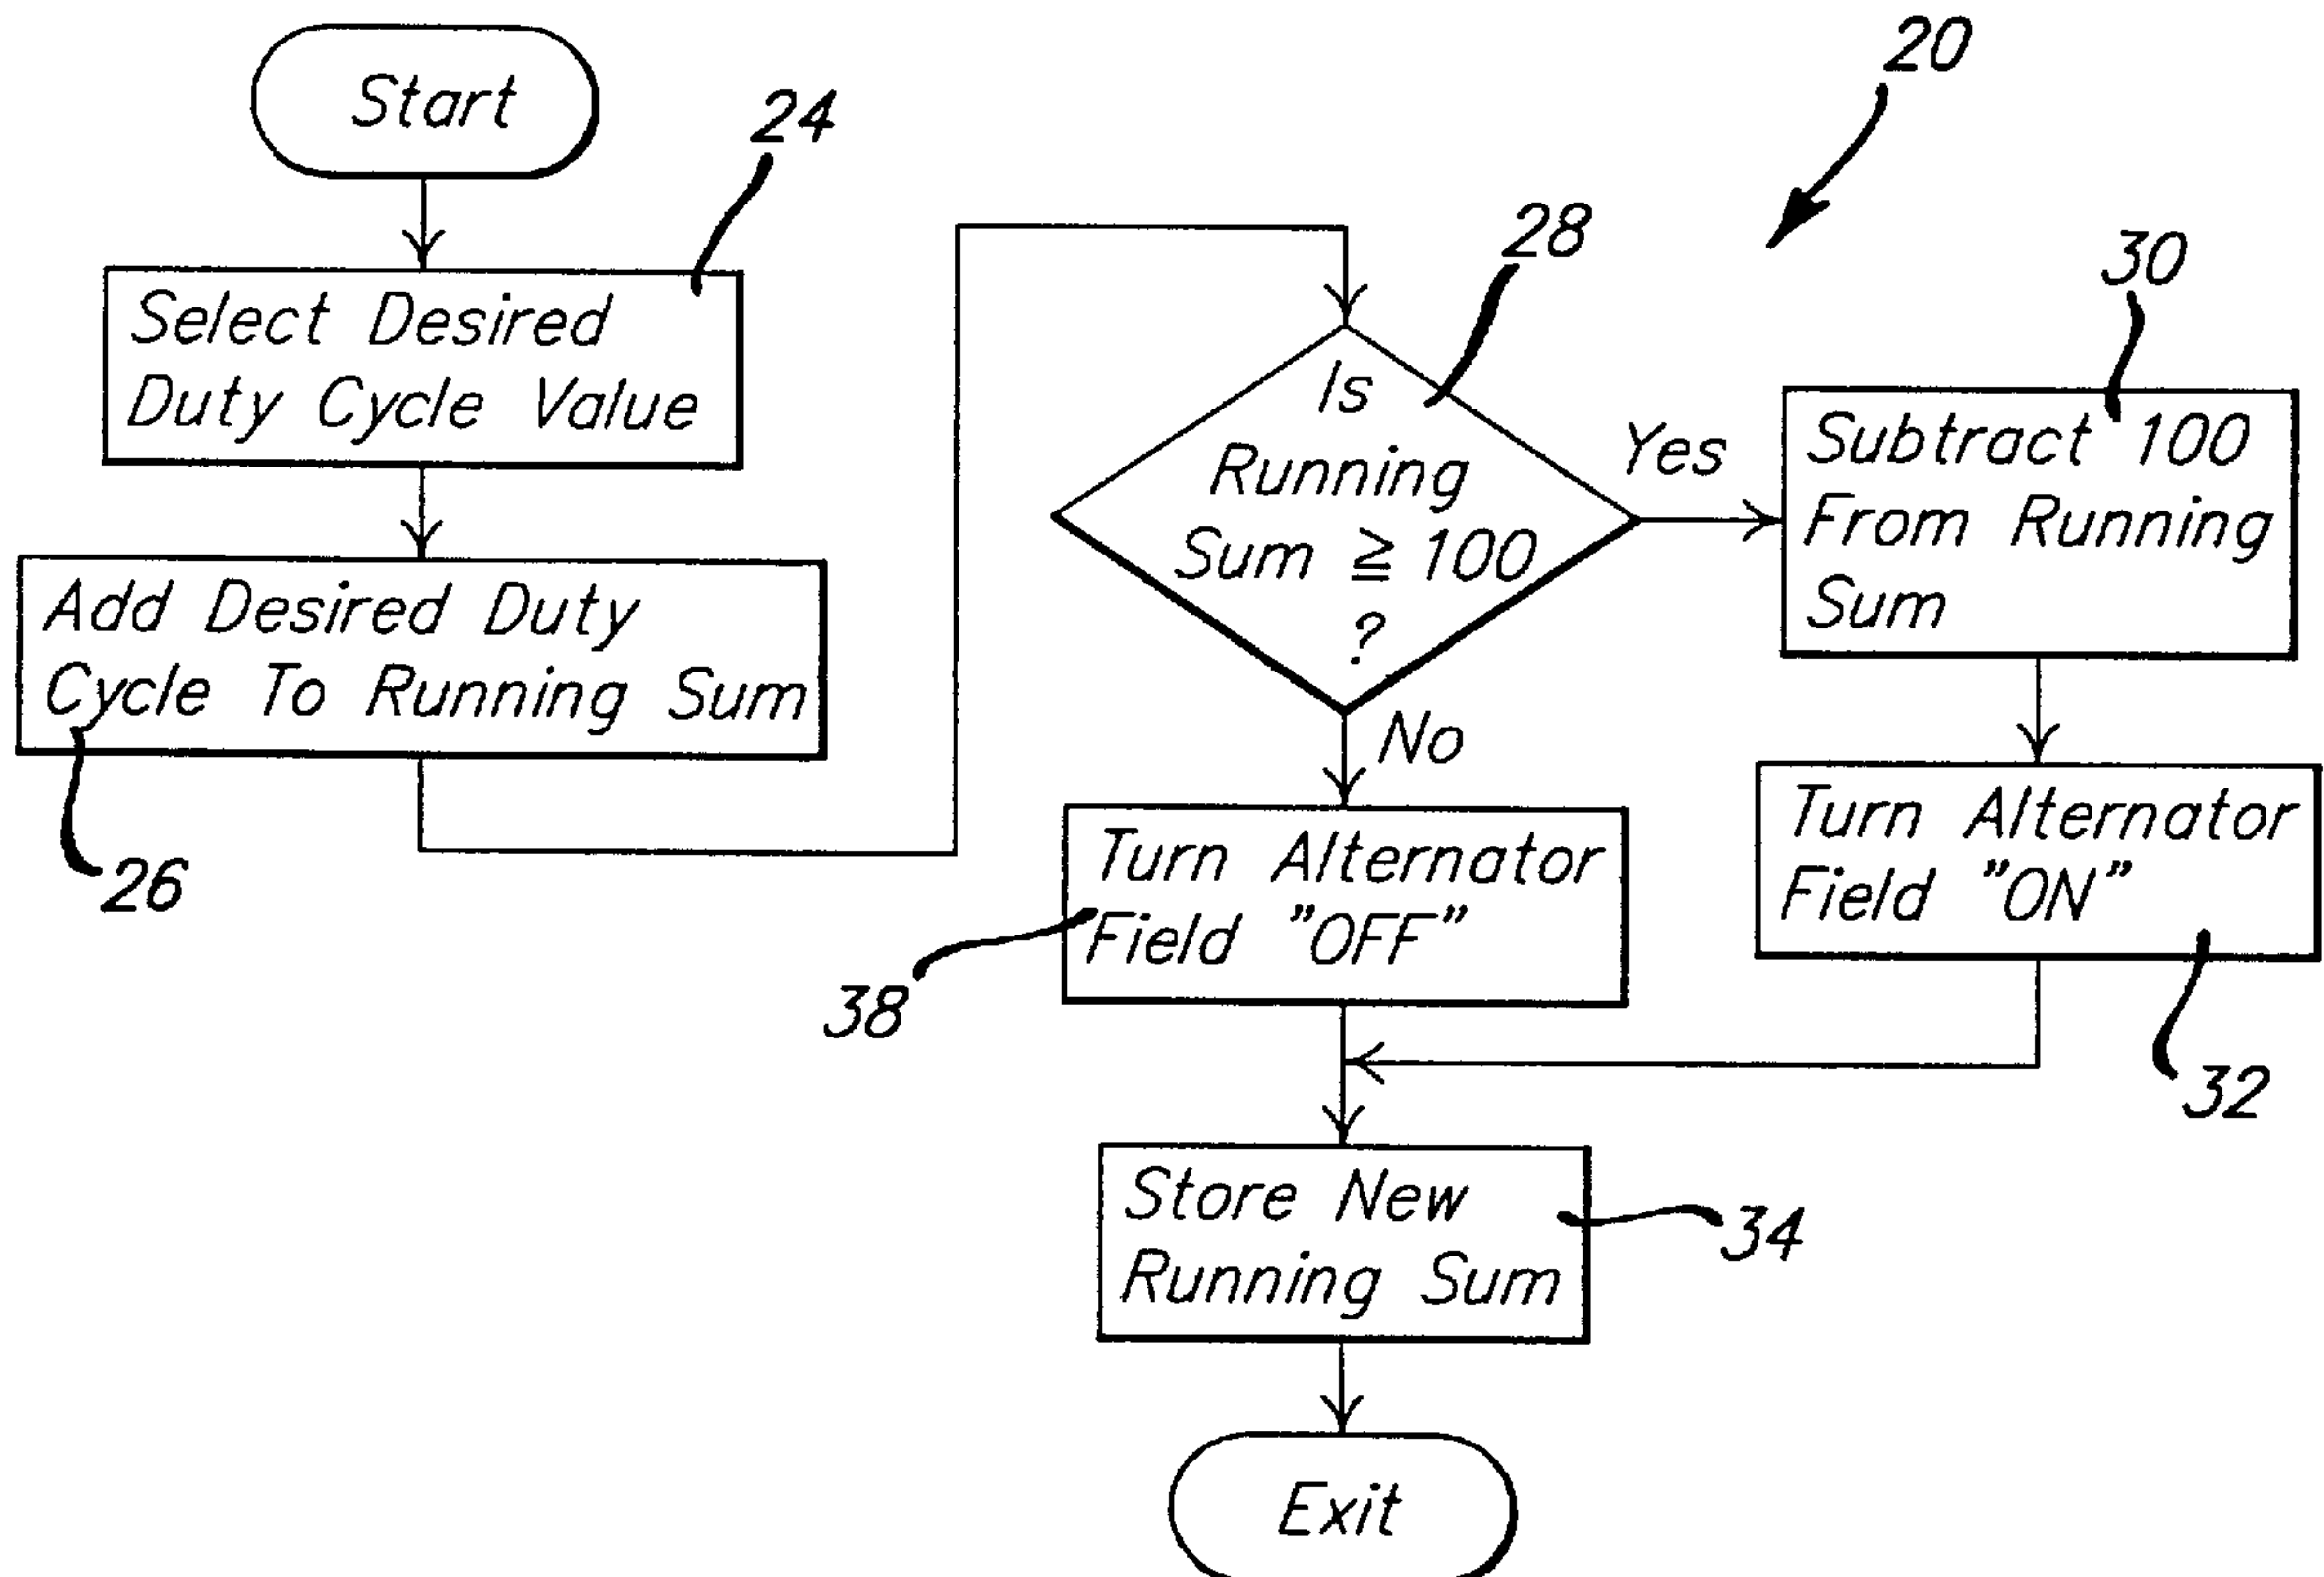 Start
24
Select Desired
Duty Cycle Value
Add Desired Duty
Cycle To Running Sum
26
20
28
Is
Running
Sum ≧ 100
?
Yes
No
30
Subtract 100
From Running
Sum
Turn Alternator
Field "ON"
32
Turn Alternator
Field "OFF"
38
Store New
Running Sum
34
Exit